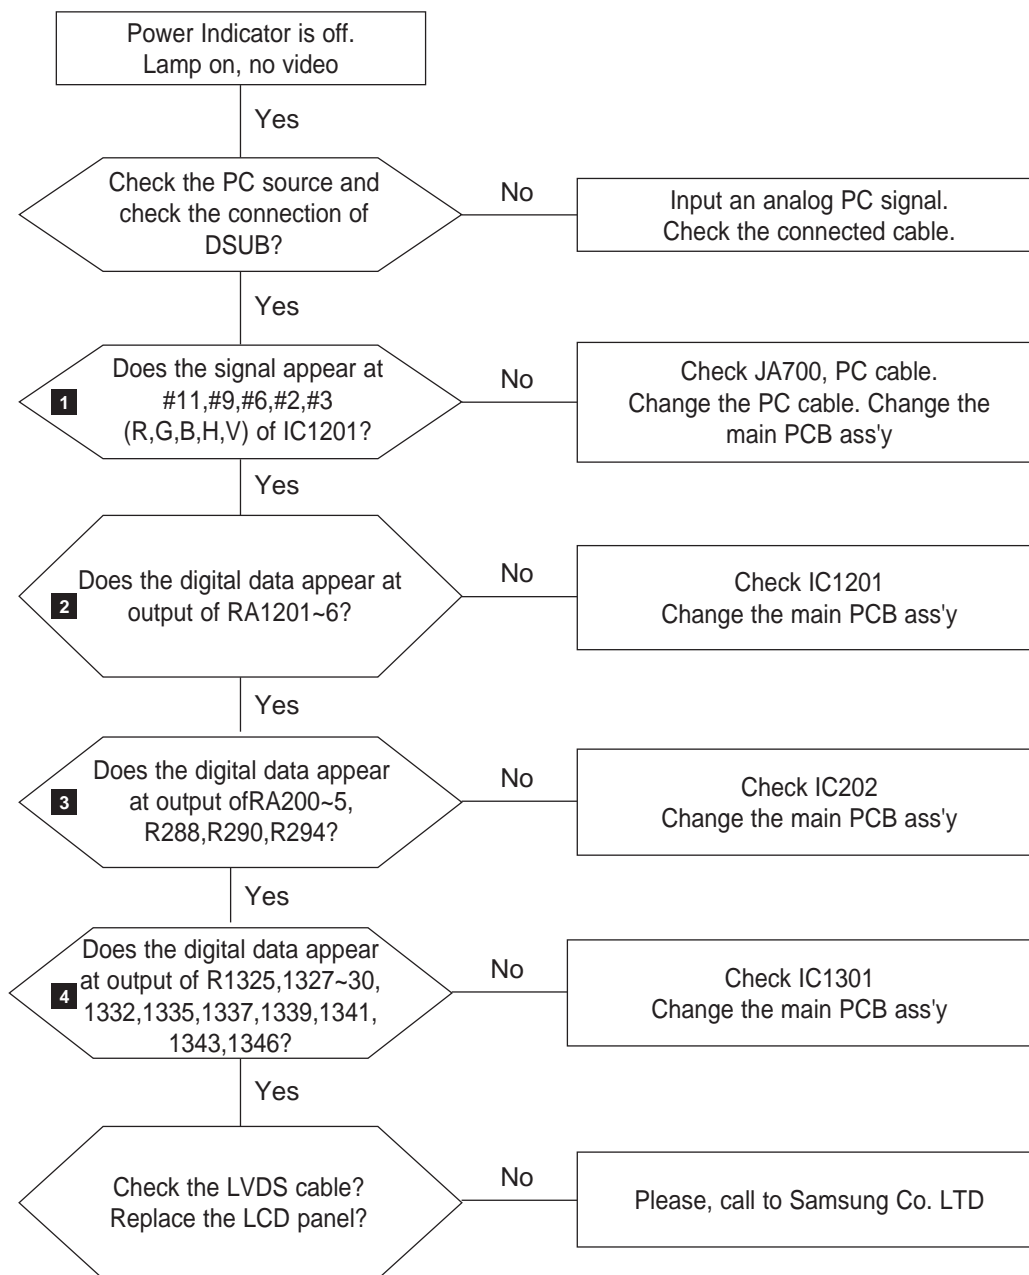 Power Indicator is off.
Lamp on, no video
Yes
Check the PC source and
check the connection of
DSUB?
No
Input an analog PC signal.
Check the connected cable.
Yes
1
Does the signal appear at
#11,#9,#6,#2,#3
(R,G,B,H,V) of IC1201?
No
Check JA700, PC cable.
Change the PC cable. Change the
main PCB ass'y
Yes
2
Does the digital data appear at
output of RA1201~6?
No
Check IC1201
Change the main PCB ass'y
Yes
3
Does the digital data appear
at output ofRA200~5,
R288,R290,R294?
No
Check IC202
Change the main PCB ass'y
Yes
4
Does the digital data appear
at output of R1325,1327~30,
1332,1335,1337,1339,1341,
1343,1346?
No
Check IC1301
Change the main PCB ass'y
Yes
Check the LVDS cable?
Replace the LCD panel?
No
Please, call to Samsung Co. LTD